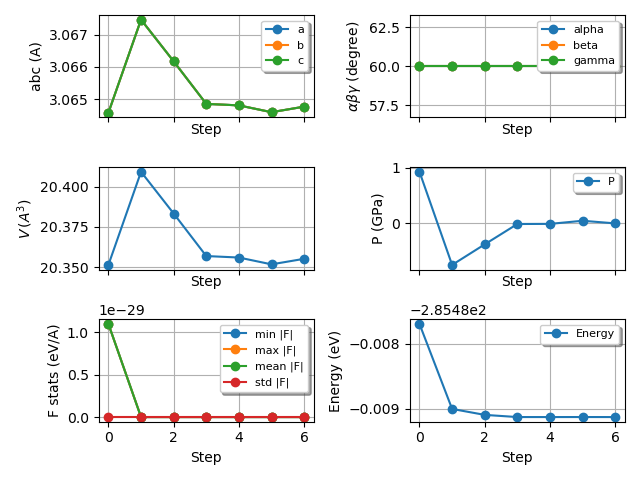 abc (A)
3.067
3.066
3.065
a
b
c
Step
αβγ (degree)
62.5
60.0
57.5
alpha
beta
gamma
Step
V (A³)
20.400
20.375
20.350
Step
P (GPa)
1
0
P
Step
1e−29
F stats (eV/A)
1.0
0.5
0.0
min |F|
max |F|
mean |F|
std |F|
0 2 4 6
Step
−2.8548e2
Energy (eV)
−0.008
−0.009
Energy
0 2 4 6
Step